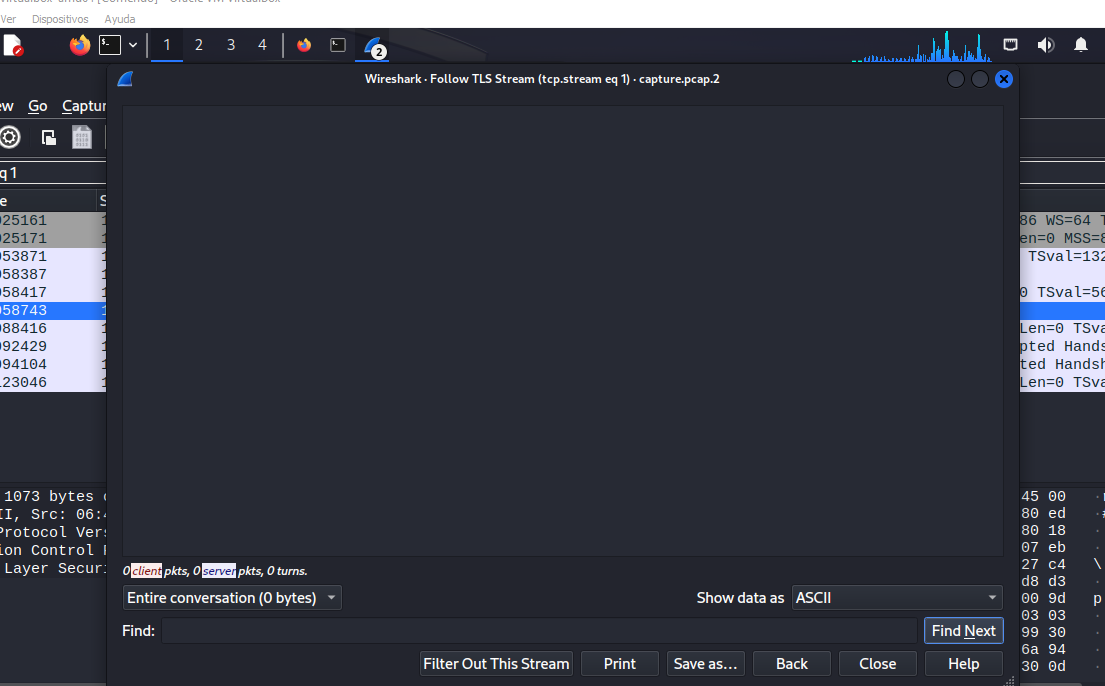 Ver Dispositivos Ayuda
1 2 3 4 2
Wireshark · Follow TLS Stream (tcp.stream eq 1) · capture.pcap.2
ew Go Captur
q 1
e S
025161 1 86 WS=64 T
025171 1 en=0 MSS=8
053871 1 TSval=132
058387 1
058417 1 0 TSval=56
058743 1
088416 1 Len=0 TSva
092429 1 pted Hands
094104 1 ted Handsh
123046 1 Len=0 TSva
1073 bytes 45 00
II, Src: 06:4 80 ed
Protocol Vers 80 18
ion Control P 07 eb
Layer Securi 27 c4 \
d8 d3
00 9d p
03 03
99 30
6a 94
30 0d
0 client pkts, 0 server pkts, 0 turns.
Entire conversation (0 bytes) Show data as ASCII
Find: Find Next
Filter Out This Stream Print Save as... Back Close Help